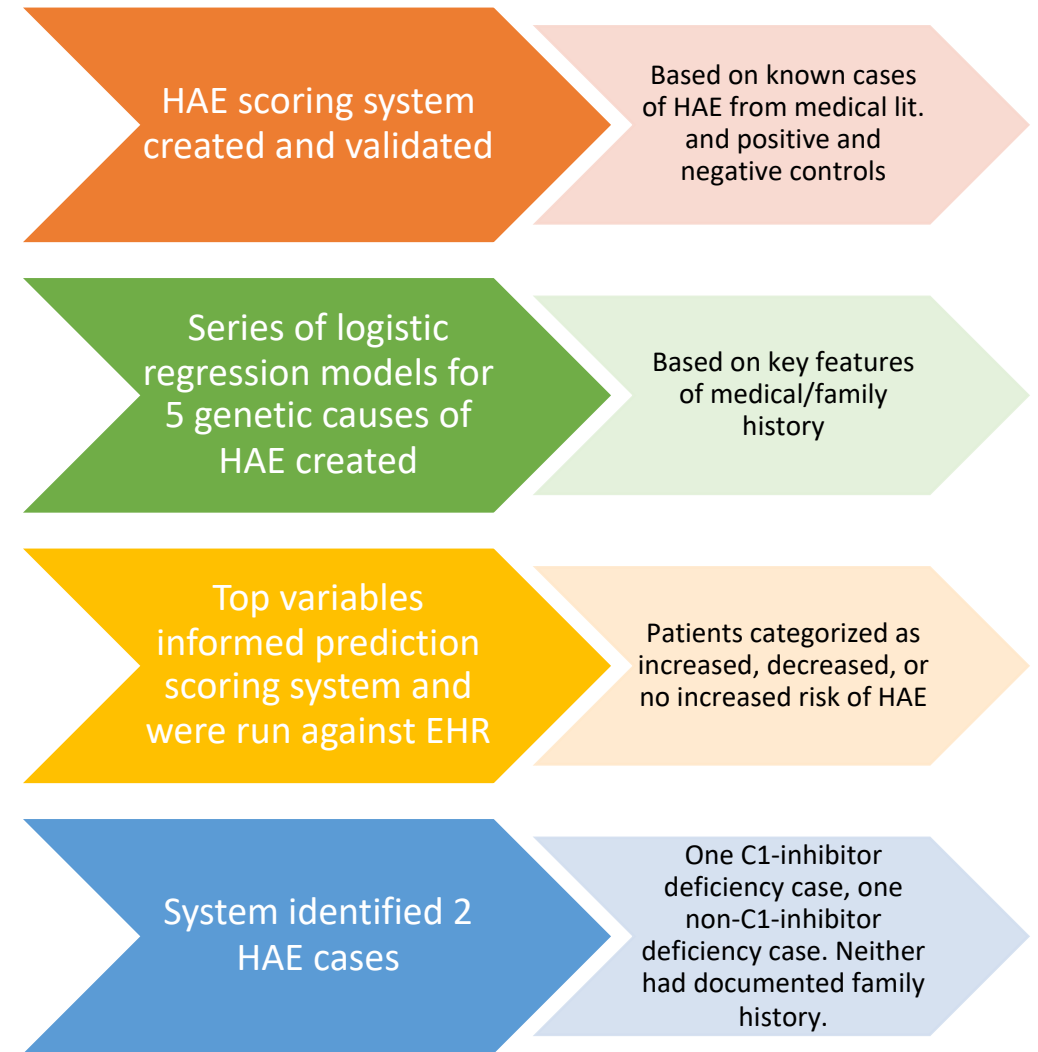 HAE scoring system
created and validated
Based on known cases
of HAE from medical lit.
and positive and
negative controls
Series of logistic
regression models for
5 genetic causes of
HAE created
Based on key features
of medical/family
history
Top variables
informed prediction
scoring system and
were run against EHR
Patients categorized as
increased, decreased, or
no increased risk of HAE
System identified 2
HAE cases
One C1-inhibitor
deficiency case, one
non-C1-inhibitor
deficiency case. Neither
had documented family
history.